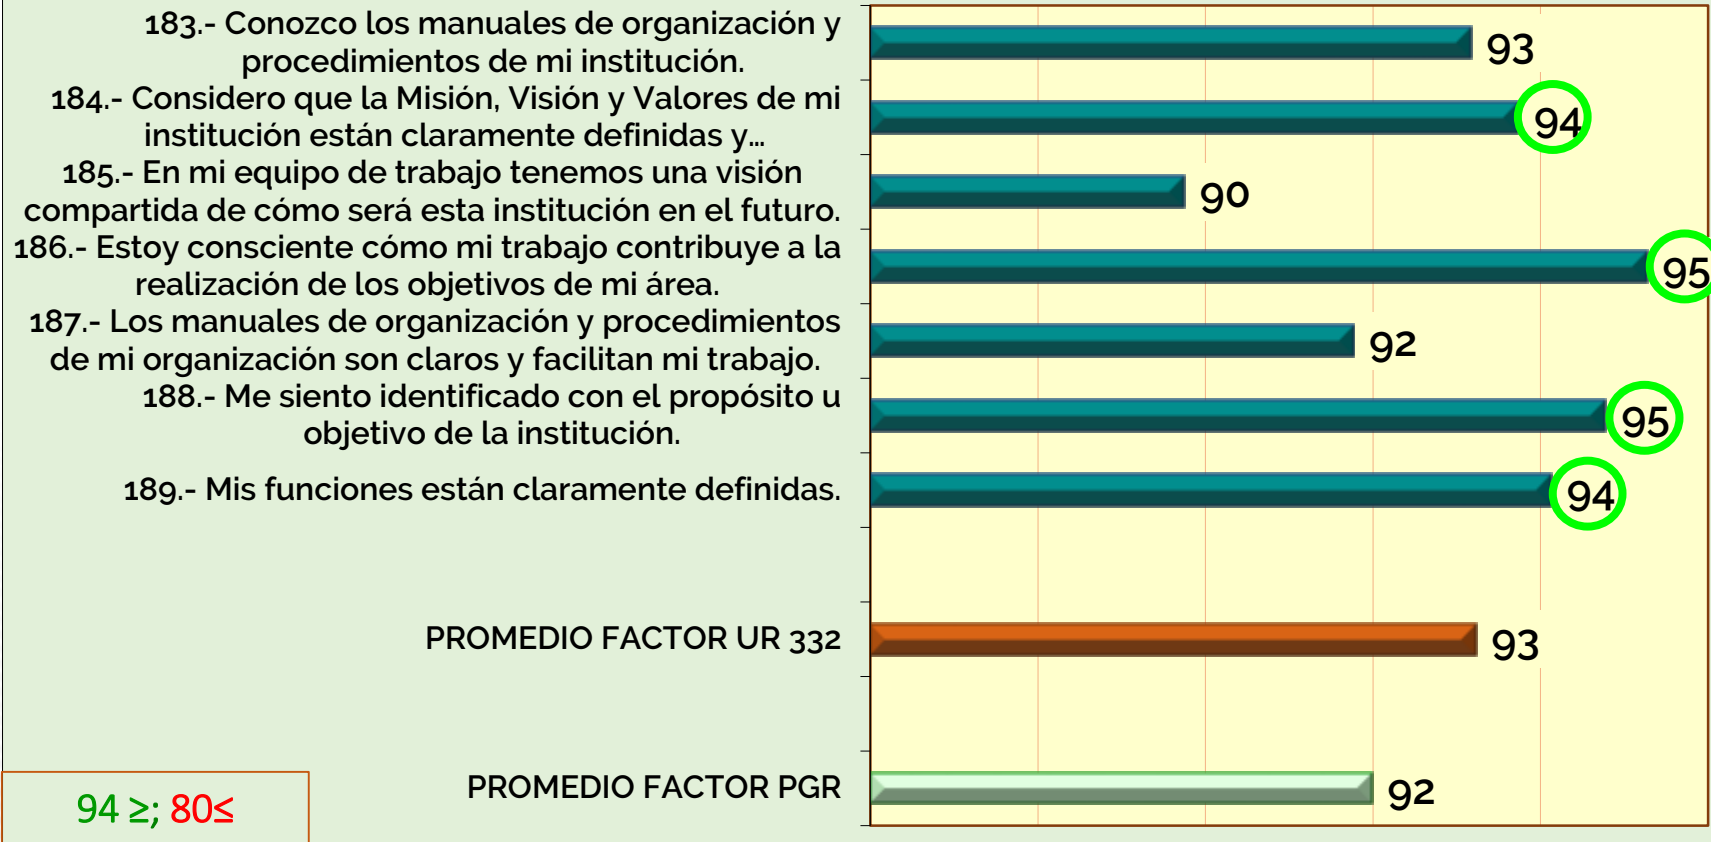 183.- Conozco los manuales de organización y
procedimientos de mi institución.
93
184.- Considero que la Misión, Visión y Valores de mi
institución están claramente definidas y...
94
185.- En mi equipo de trabajo tenemos una visión
compartida de cómo será esta institución en el futuro.
90
186.- Estoy consciente cómo mi trabajo contribuye a la
realización de los objetivos de mi área.
95
187.- Los manuales de organización y procedimientos
de mi organización son claros y facilitan mi trabajo.
92
188.- Me siento identificado con el propósito u
objetivo de la institución.
95
189.- Mis funciones están claramente definidas.
94
PROMEDIO FACTOR UR 332
93
PROMEDIO FACTOR PGR
92
94 ≥; 80≤